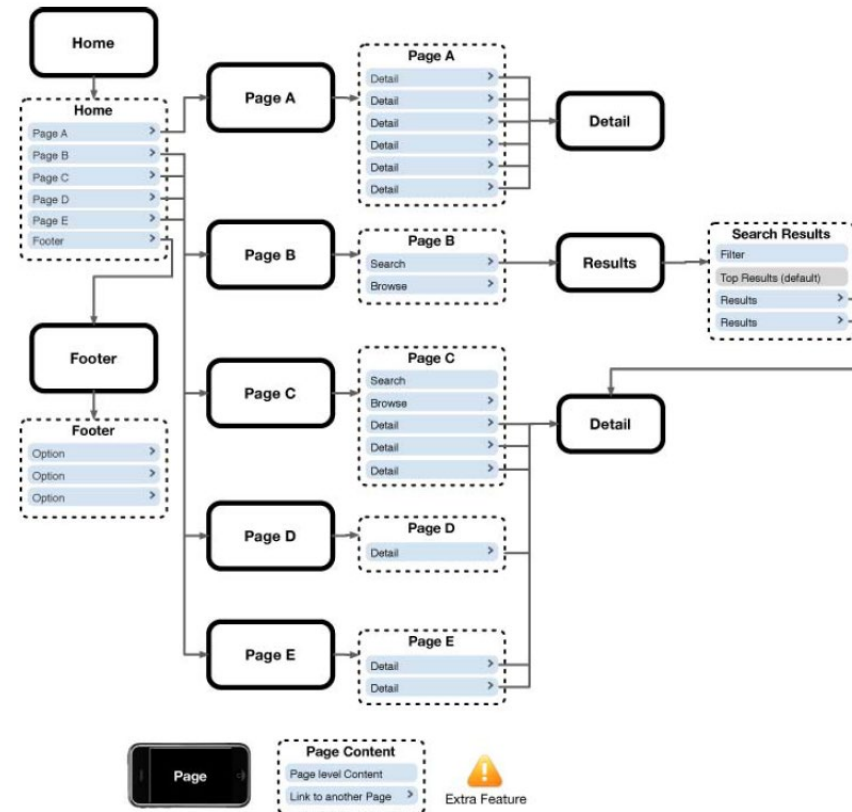 Home
Home
Page A
Page B
Page C
Page D
Page E
Footer
Footer
Footer
Option
Option
Option
Page A
Page A
Detail
Detail
Detail
Detail
Detail
Detail
Detail
Page B
Page B
Search
Browse
Results
Search Results
Filter
Top Results (default)
Results
Results
Page C
Page C
Search
Browse
Detail
Detail
Detail
Detail
Page D
Page D
Detail
Page E
Page E
Detail
Detail
Page
Page Content
Page level Content
Link to another Page
Extra Feature